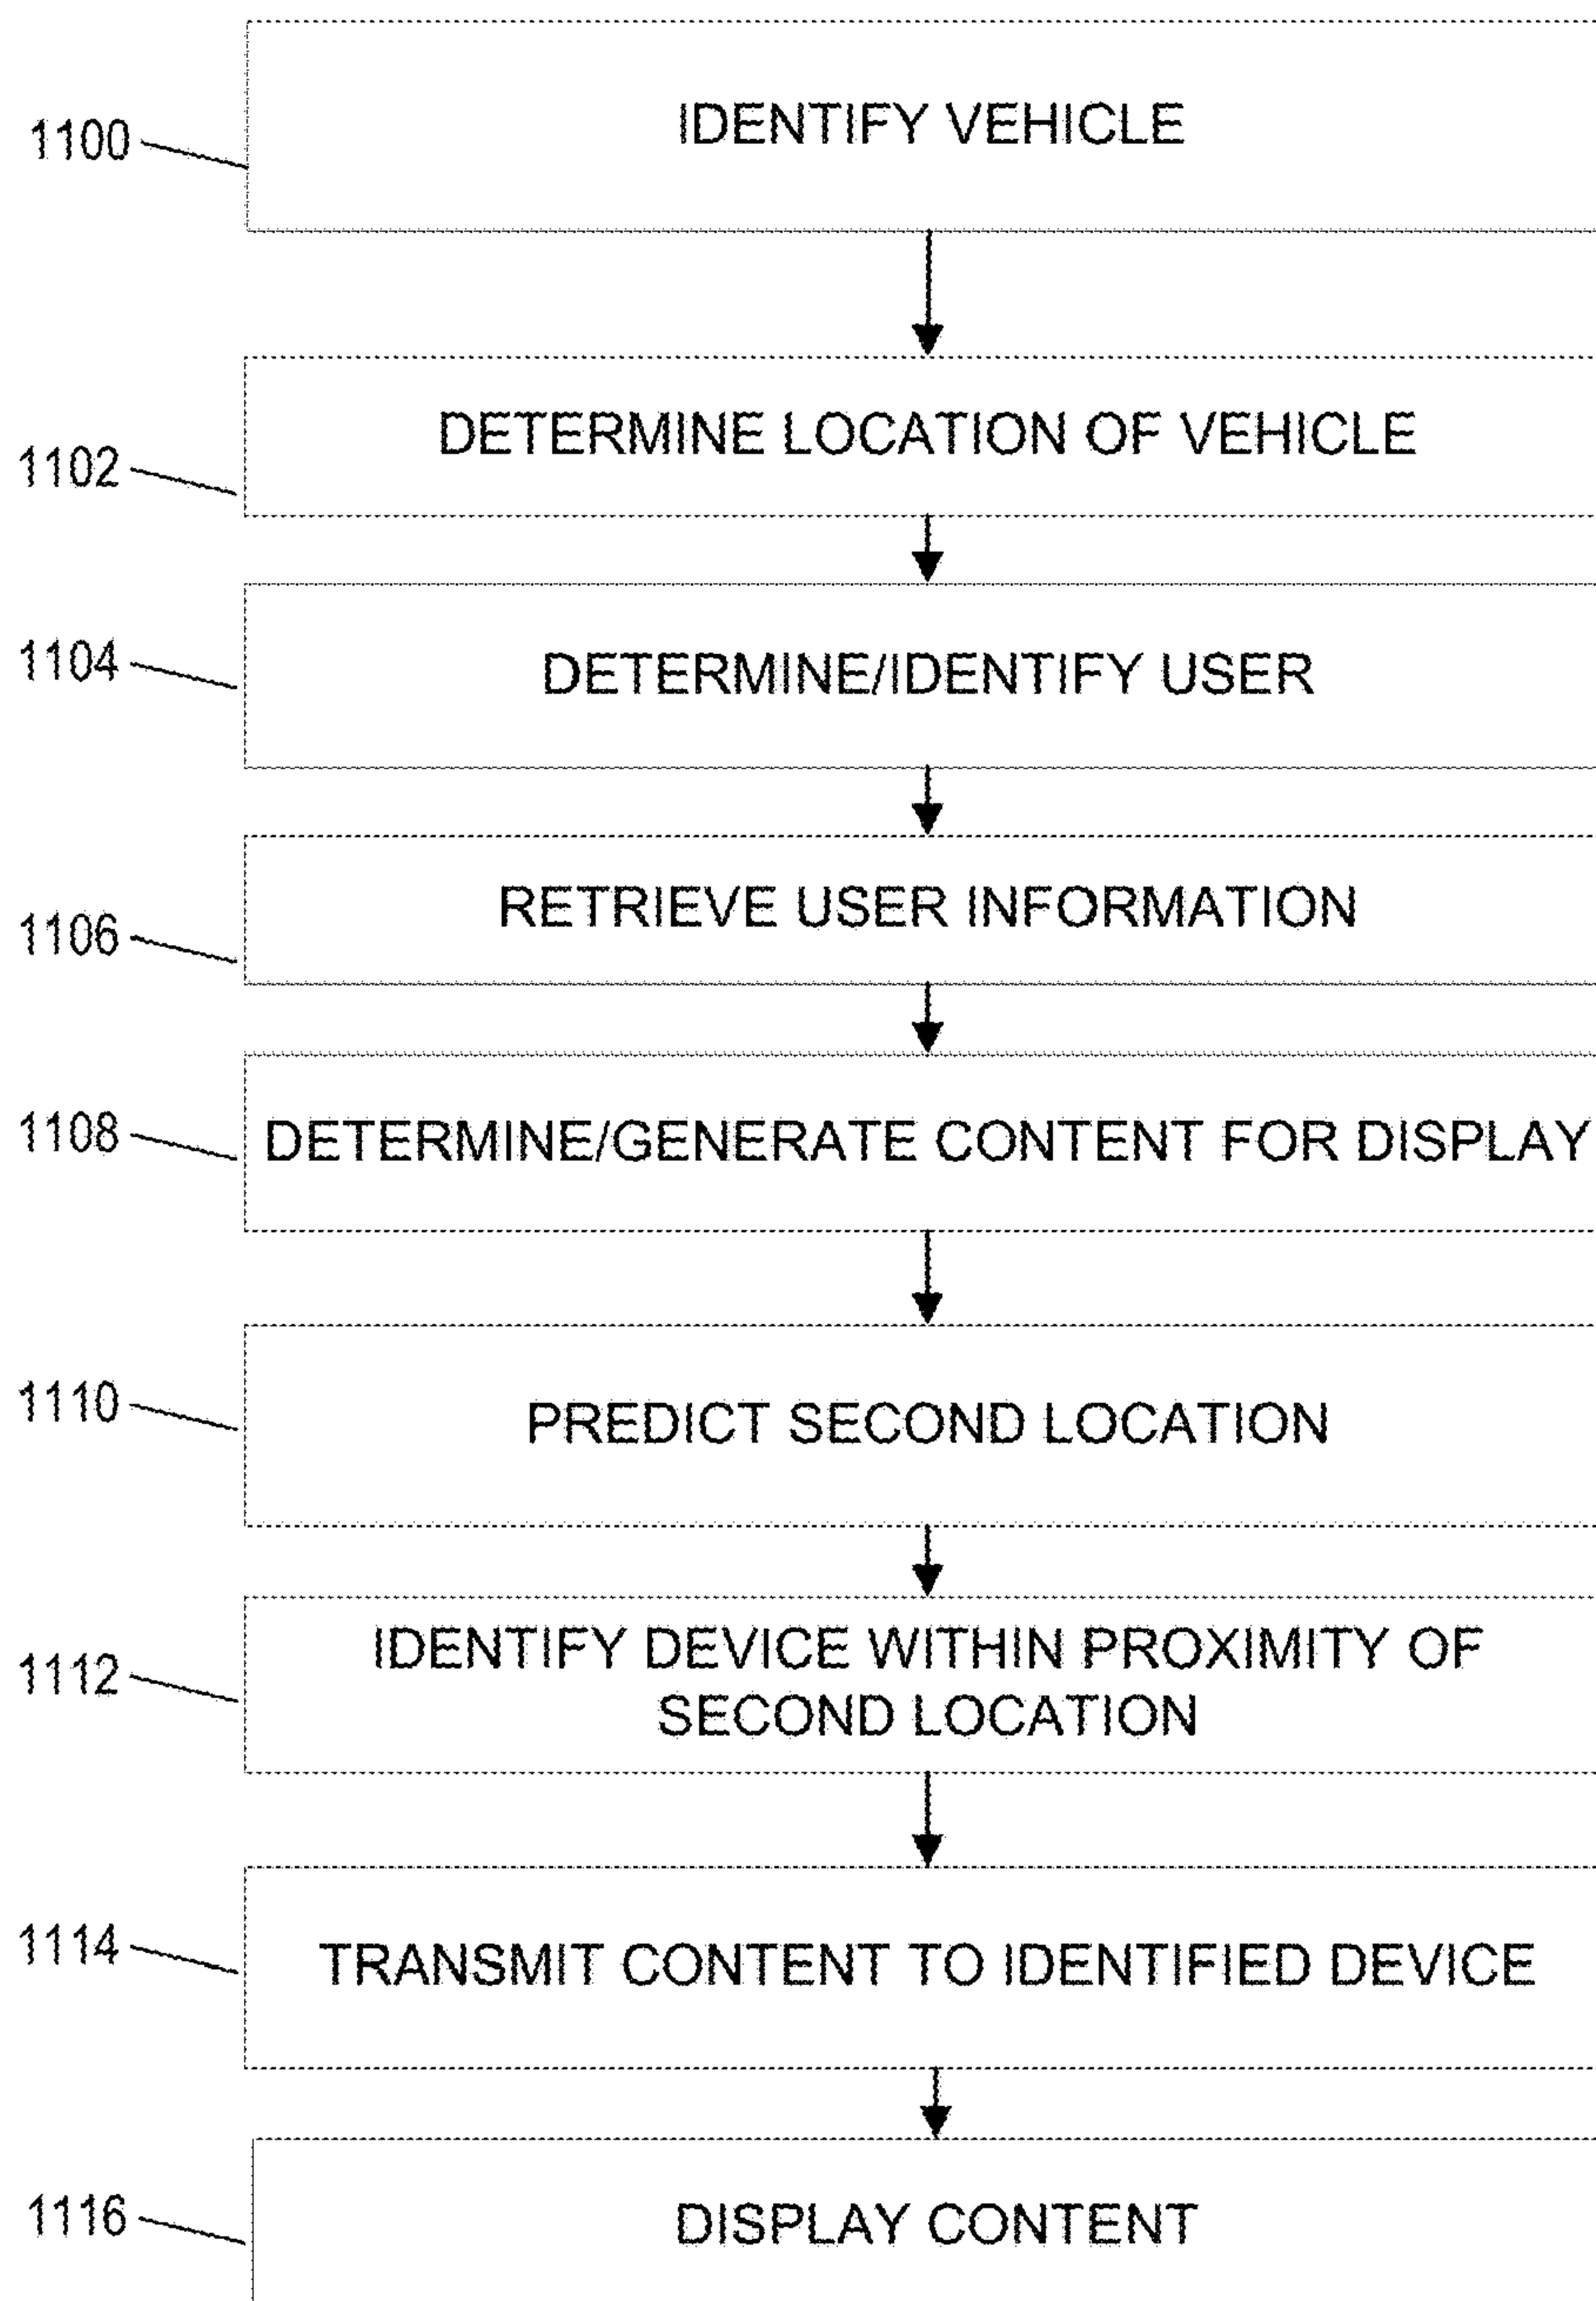 1100
IDENTIFY VEHICLE
1102
DETERMINE LOCATION OF VEHICLE
1104
DETERMINE/IDENTIFY USER
1106
RETRIEVE USER INFORMATION
1108
DETERMINE/GENERATE CONTENT FOR DISPLAY
1110
PREDICT SECOND LOCATION
1112
IDENTIFY DEVICE WITHIN PROXIMITY OF
SECOND LOCATION
1114
TRANSMIT CONTENT TO IDENTIFIED DEVICE
1116
DISPLAY CONTENT